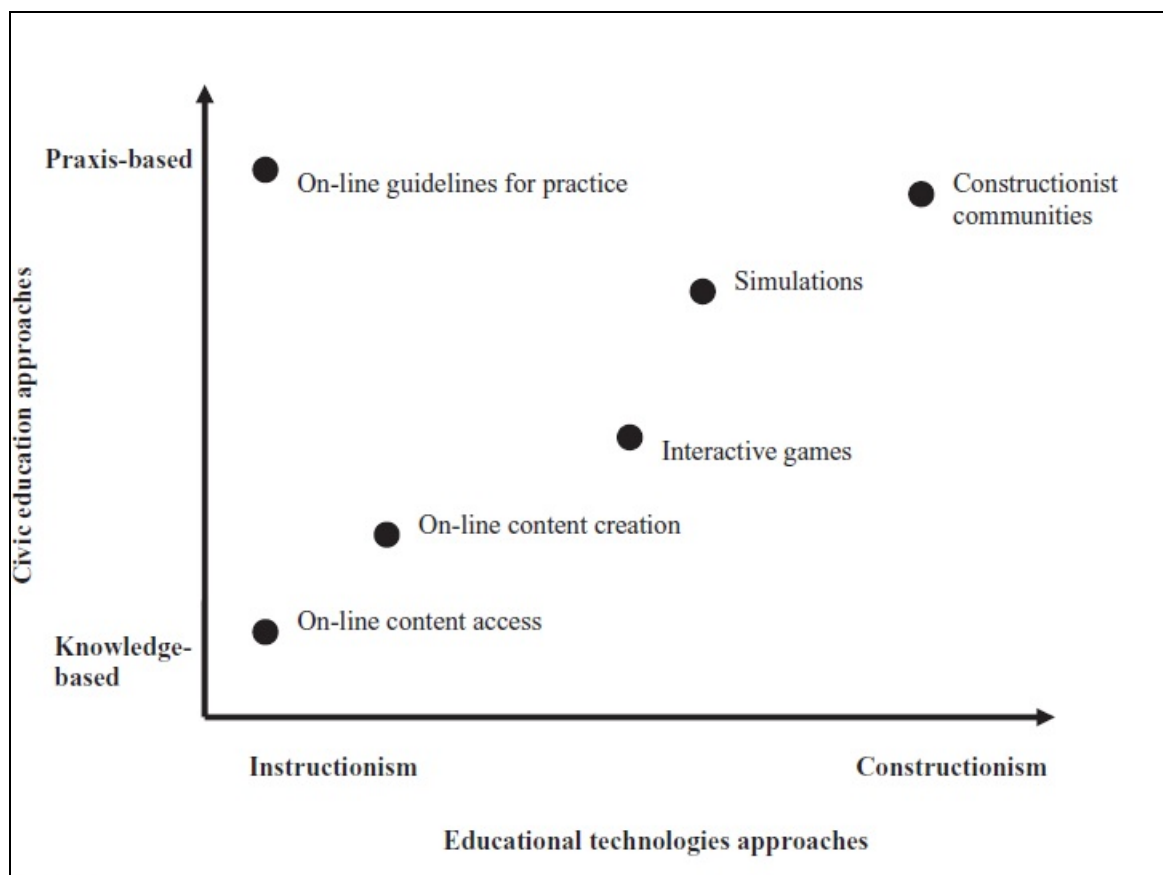 Praxis-based
On-line guidelines for practice
Constructionist
communities
Simulations
Civic education approaches
Interactive games
On-line content creation
On-line content access
Knowledge-
based
Instructionism
Constructionism
Educational technologies approaches